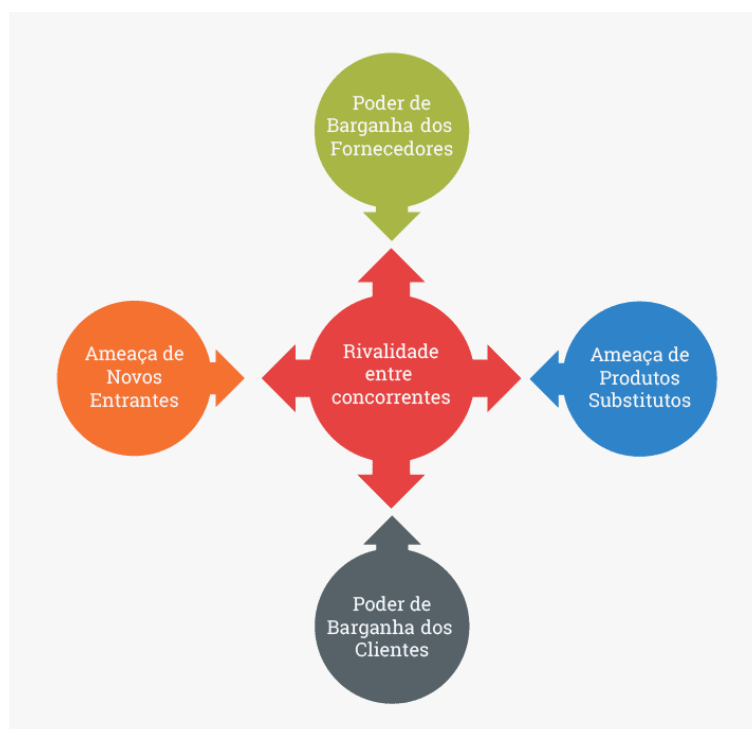 Poder de
Barganha dos
Fornecedores
Ameaça de
Novos
Entrantes
Rivalidade
entre
concorrentes
Ameaça de
Produtos
Substitutos
Poder de
Barganha dos
Clientes